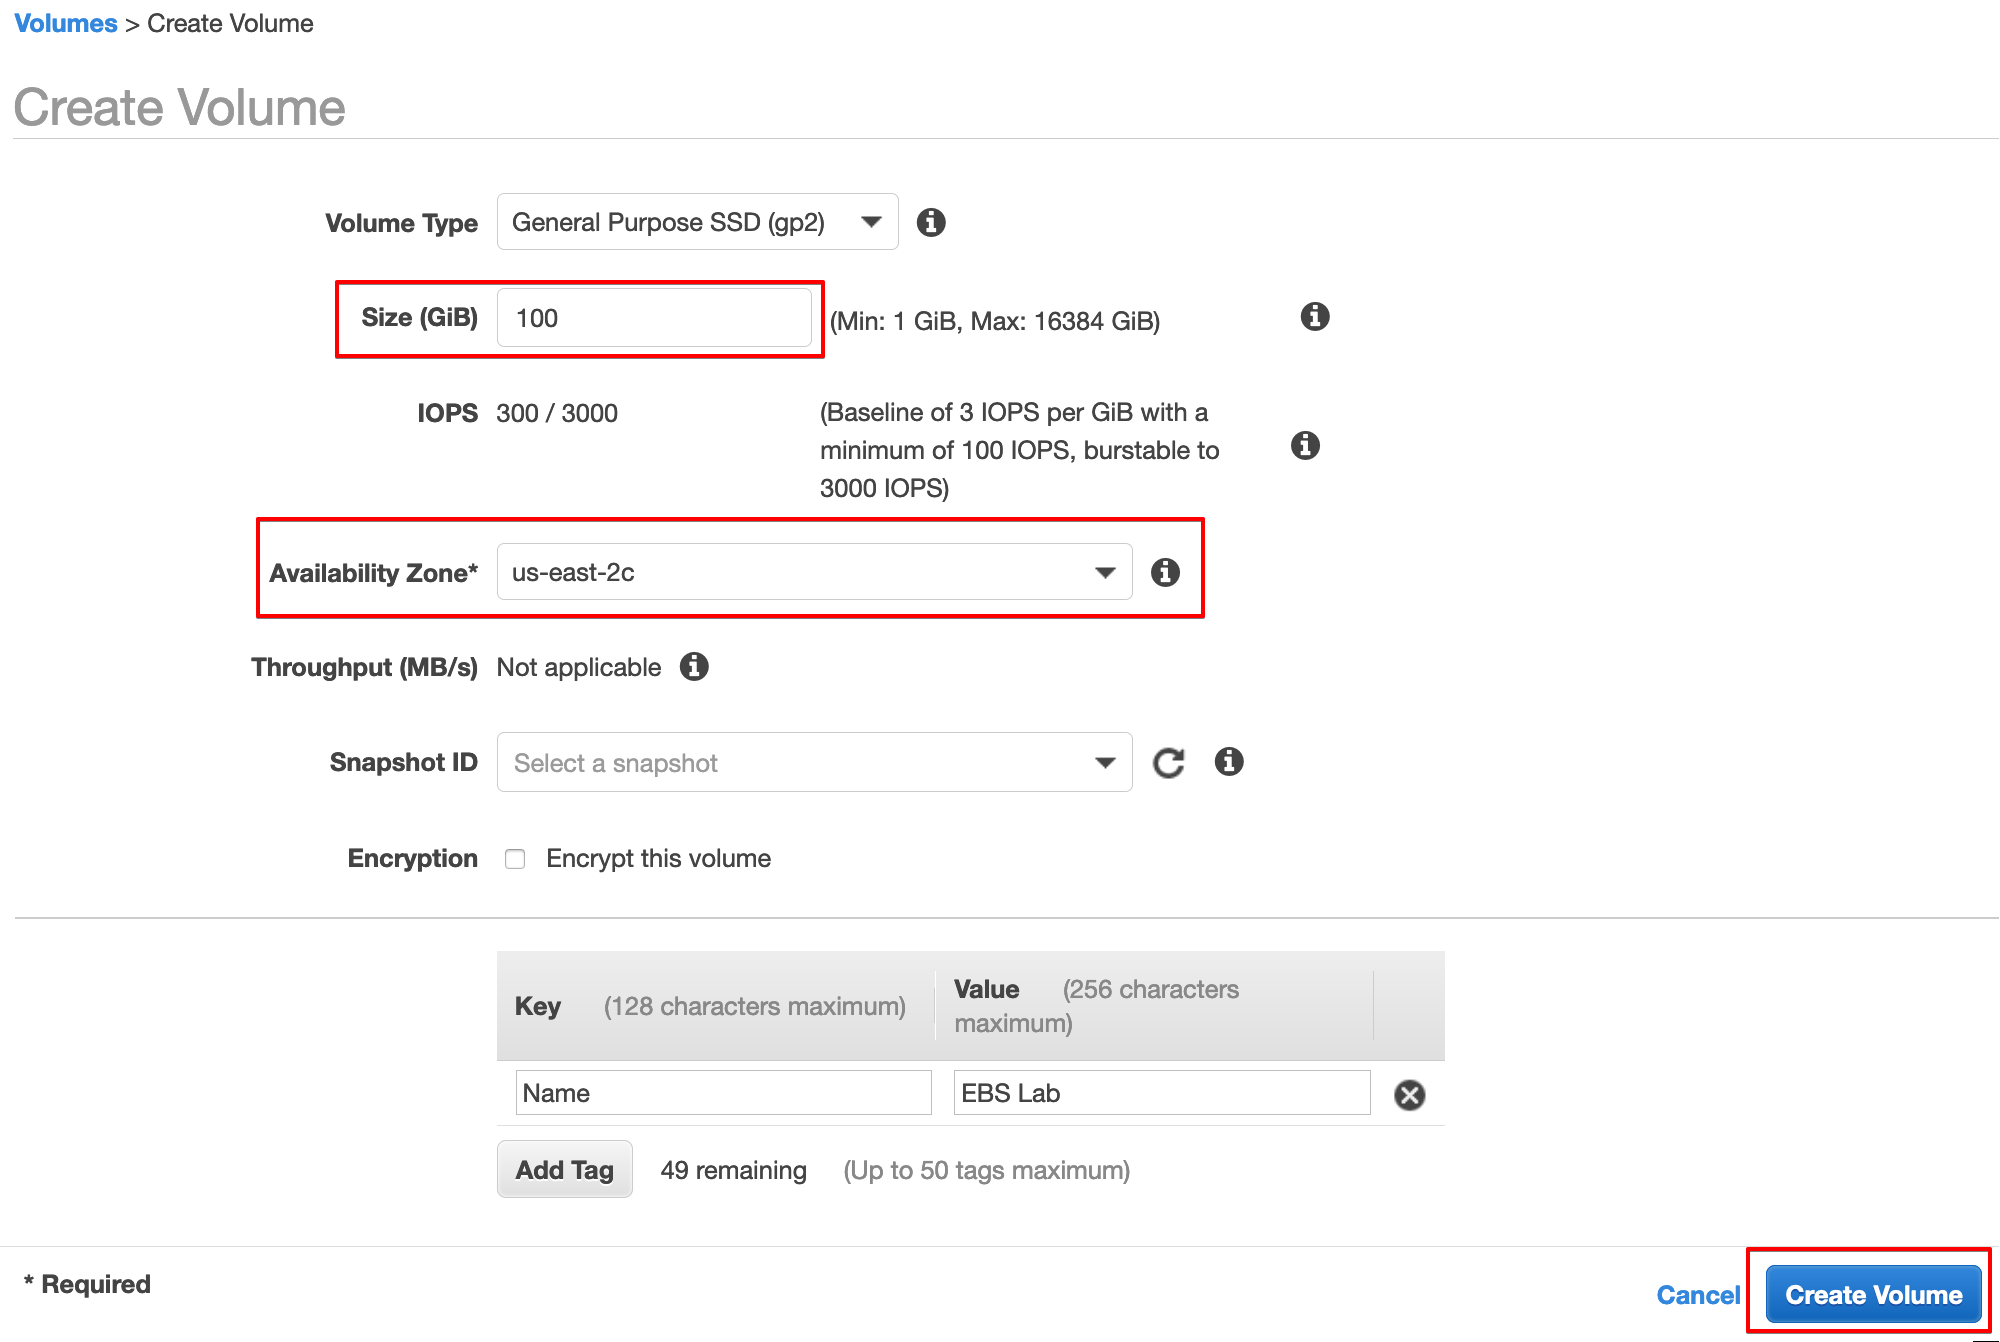 Volumes > Create Volume
Create Volume
Volume Type General Purpose SSD (gp2)
Size (GiB) 100 (Min: 1 GiB, Max: 16384 GiB)
IOPS 300 / 3000 (Baseline of 3 IOPS per GiB with a
minimum of 100 IOPS, burstable to
3000 IOPS)
Availability Zone* us-east-2c
Throughput (MB/s) Not applicable
Snapshot ID Select a snapshot
Encryption Encrypt this volume
Key (128 characters maximum) Value (256 characters
maximum)
Name EBS Lab
Add Tag 49 remaining (Up to 50 tags maximum)
* Required
Cancel Create Volume